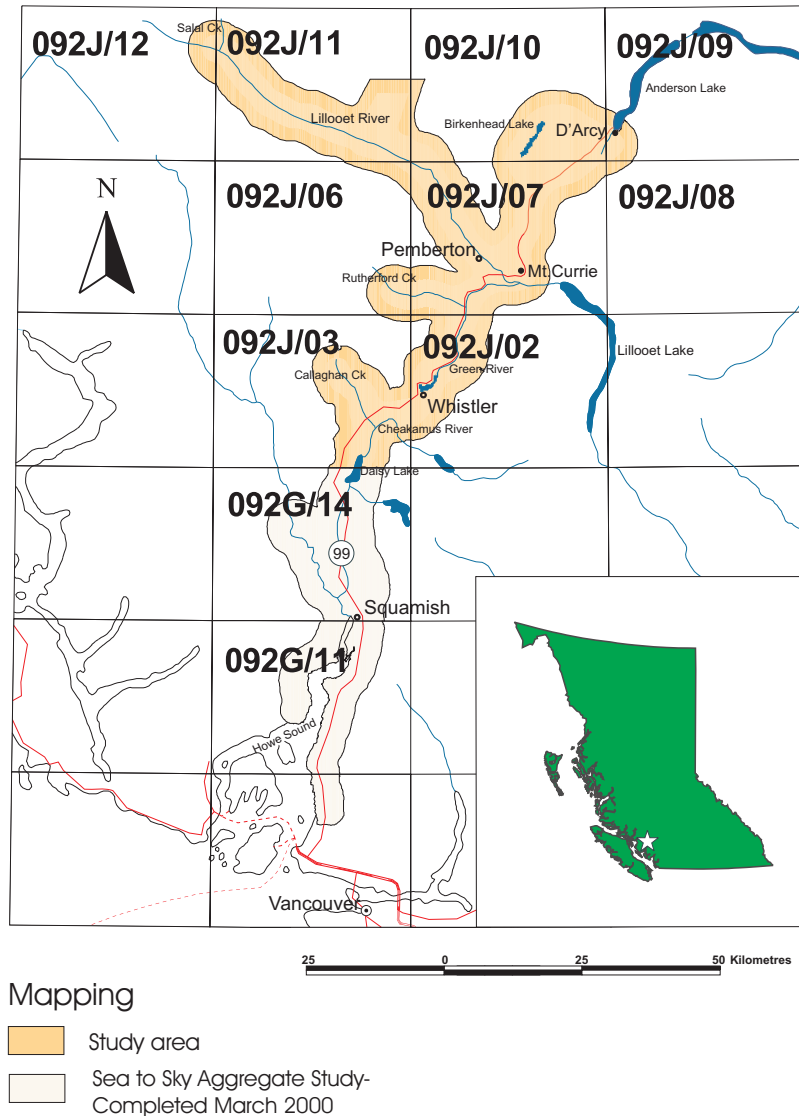 Salal Ck
092J/12
092J/11
092J/10
092J/09
Anderson Lake
Lillooet River
Birkenhead Lake
D'Arcy
N
092J/06
092J/07
092J/08
Pemberton
Mt.Currie
Rutherford Ck
092J/03
092J/02
Lillooet Lake
Callaghan Ck
Green River
Whistler
Cheakamus River
Daisy Lake
092G/14
99
Squamish
092G/11
Howe Sound
Vancouver
25 0 25 50 Kilometres
Mapping
Study area
Sea to Sky Aggregate Study-
Completed March 2000